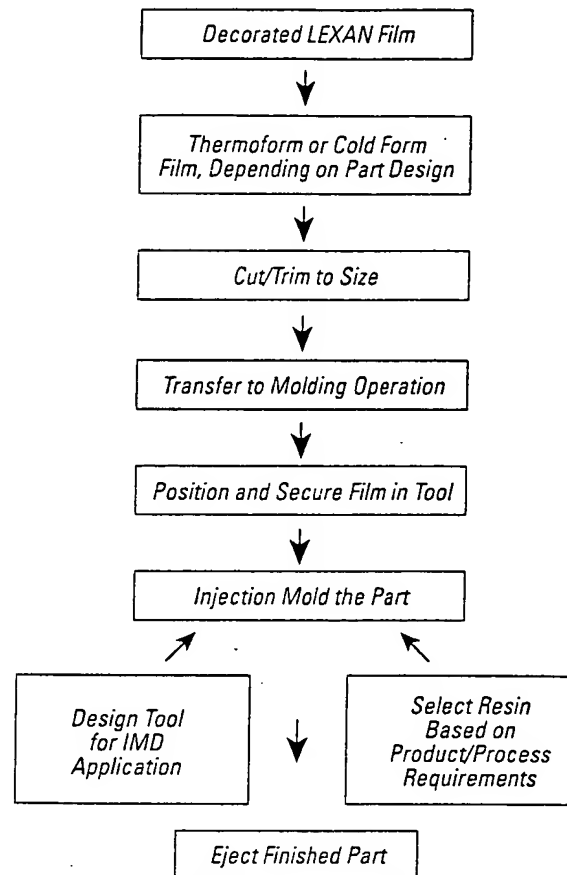 Decorated LEXAN Film
Thermoform or Cold Form
Film, Depending on Part Design
Cut/Trim to Size
Transfer to Molding Operation
Position and Secure Film in Tool
Injection Mold the Part
Design Tool
for IMD
Application
Select Resin
Based on
Product/Process
Requirements
Eject Finished Part